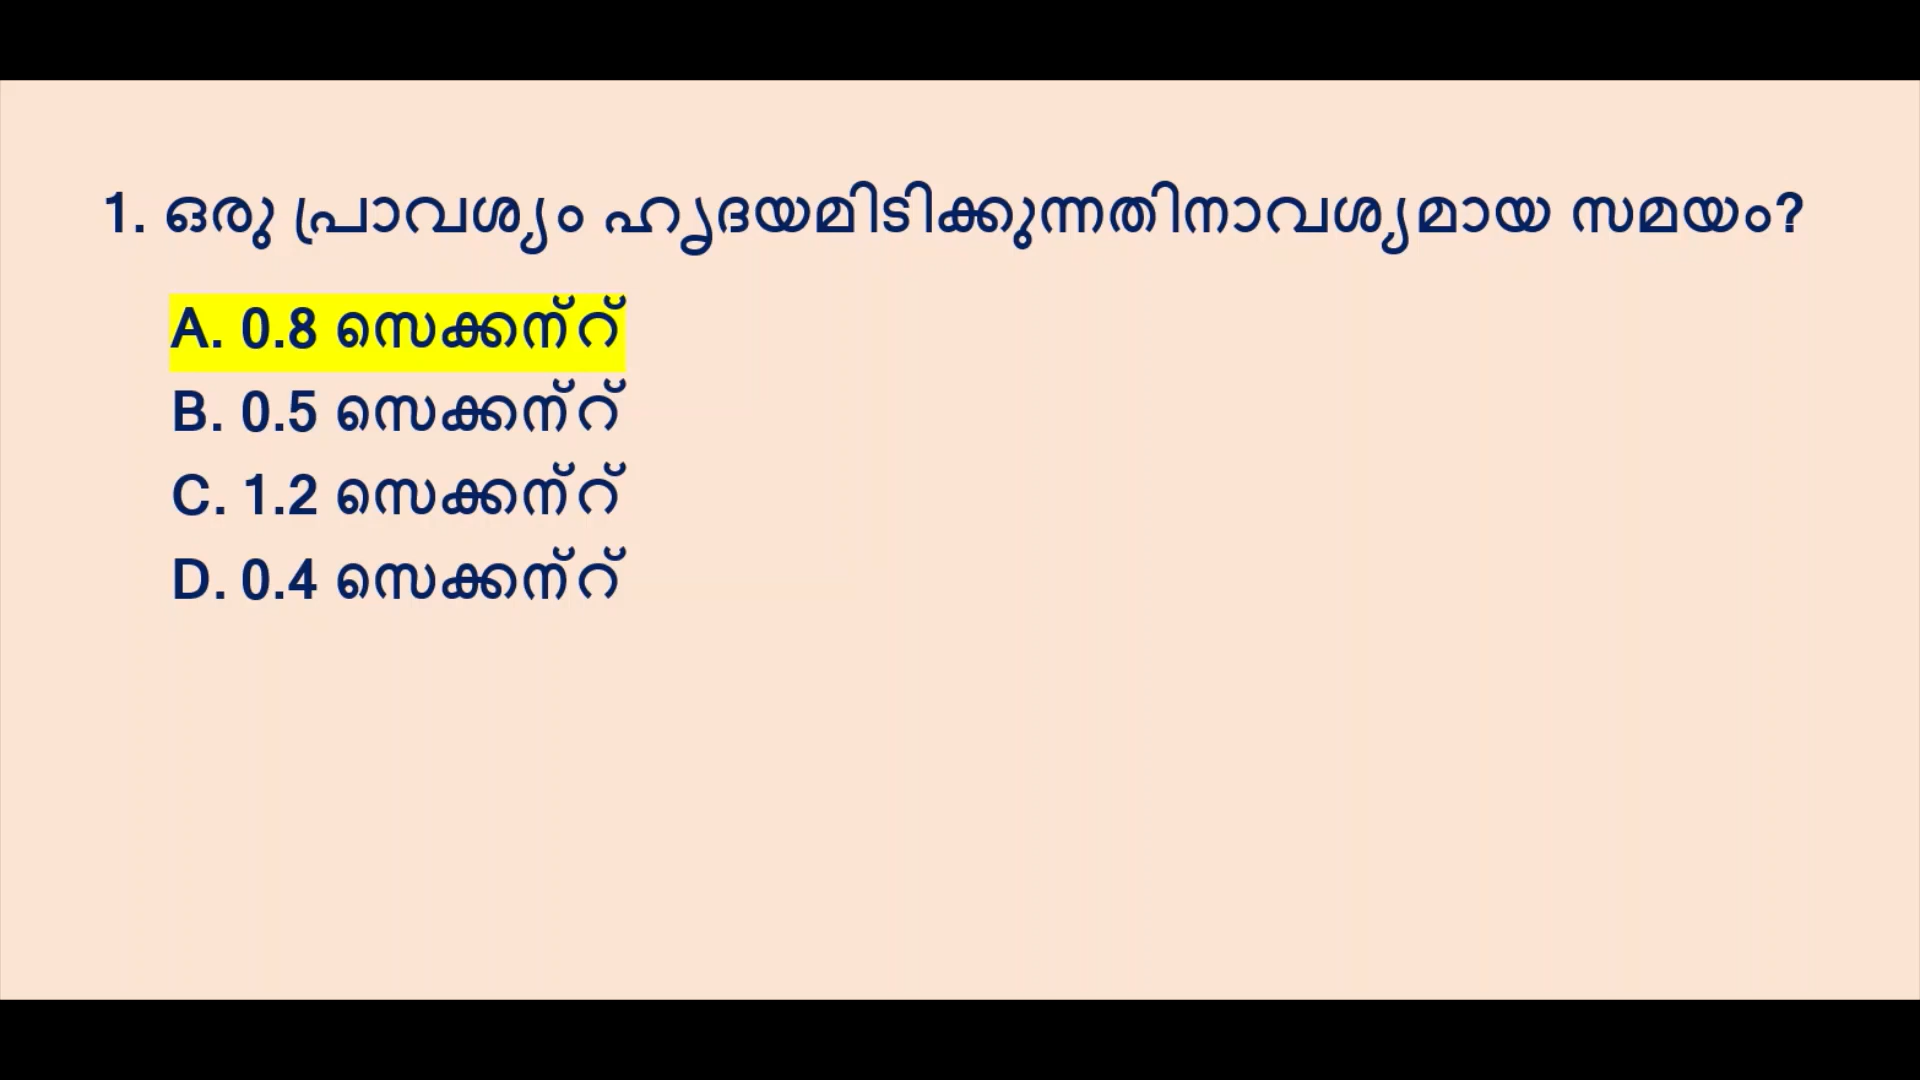 1. ഒരു പ്രാവശ്യം ഹൃദയമിടിക്കുന്നതിനാവശ്യമായ സമയം?
A. 0.8 സെക്കന്റ്
B. 0.5 സെക്കന്റ്
C. 1.2 സെക്കന്റ്
D. 0.4 സെക്കന്റ്